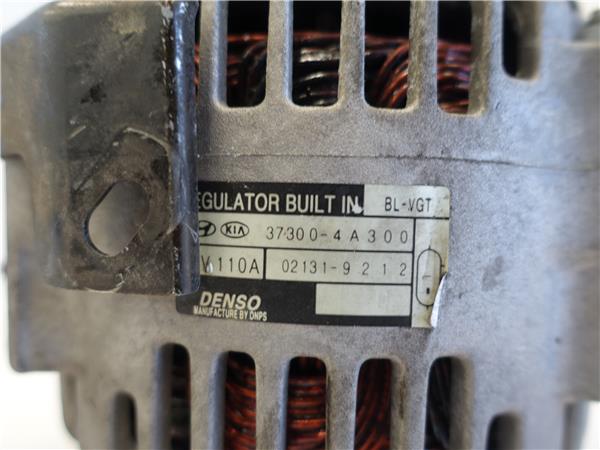 EGULATOR BUILT IN BL-VGT
KIA 37300-4A300
V 110A 02131-9212
DENSO
MANUFACTURE BY DNPS